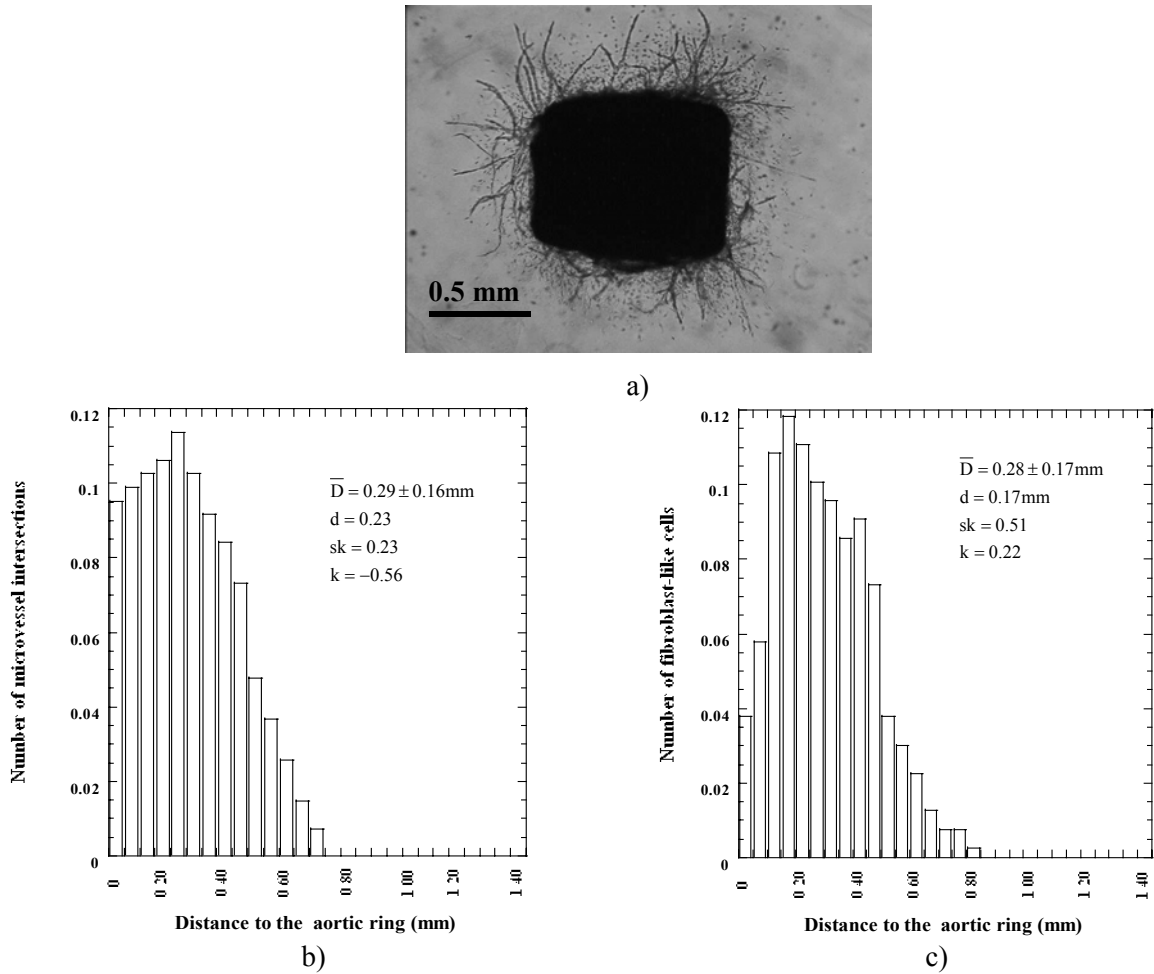 0.5 mm
a)
0.12
0.1
0.08
0.06
0.04
0.02
0
Number of microvessel intersections
D = 0.29 ± 0.16mm
d = 0.23
sk = 0.23
k = −0.56
0
0 20
0 40
0 60
0 80
1 00
1 20
1 40
Distance to the aortic ring (mm)
b)
0.12
0.1
0.08
0.06
0.04
0.02
0
Number of fibroblast-like cells
D = 0.28 ± 0.17mm
d = 0.17mm
sk = 0.51
k = 0.22
0
0 20
0 40
0 60
0 80
1 00
1 20
1 40
Distance to the aortic ring (mm)
c)